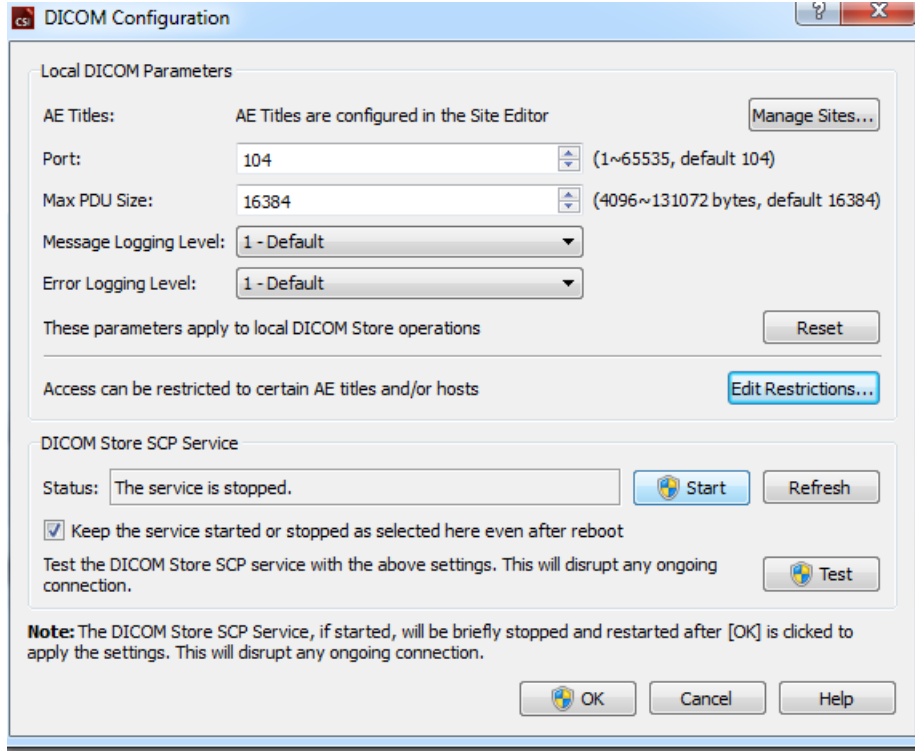 CSI DICOM Configuration
Local DICOM Parameters
AE Titles: AE Titles are configured in the Site Editor Manage Sites...
Port: 104 (1~65535, default 104)
Max PDU Size: 16384 (4096~131072 bytes, default 16384)
Message Logging Level: 1 - Default
Error Logging Level: 1 - Default
These parameters apply to local DICOM Store operations Reset
Access can be restricted to certain AE titles and/or hosts Edit Restrictions...
DICOM Store SCP Service
Status: The service is stopped. Start Refresh
Keep the service started or stopped as selected here even after reboot
Test the DICOM Store SCP service with the above settings. This will disrupt any ongoing
connection. Test
Note: The DICOM Store SCP Service, if started, will be briefly stopped and restarted after [OK] is clicked to
apply the settings. This will disrupt any ongoing connection.
OK Cancel Help